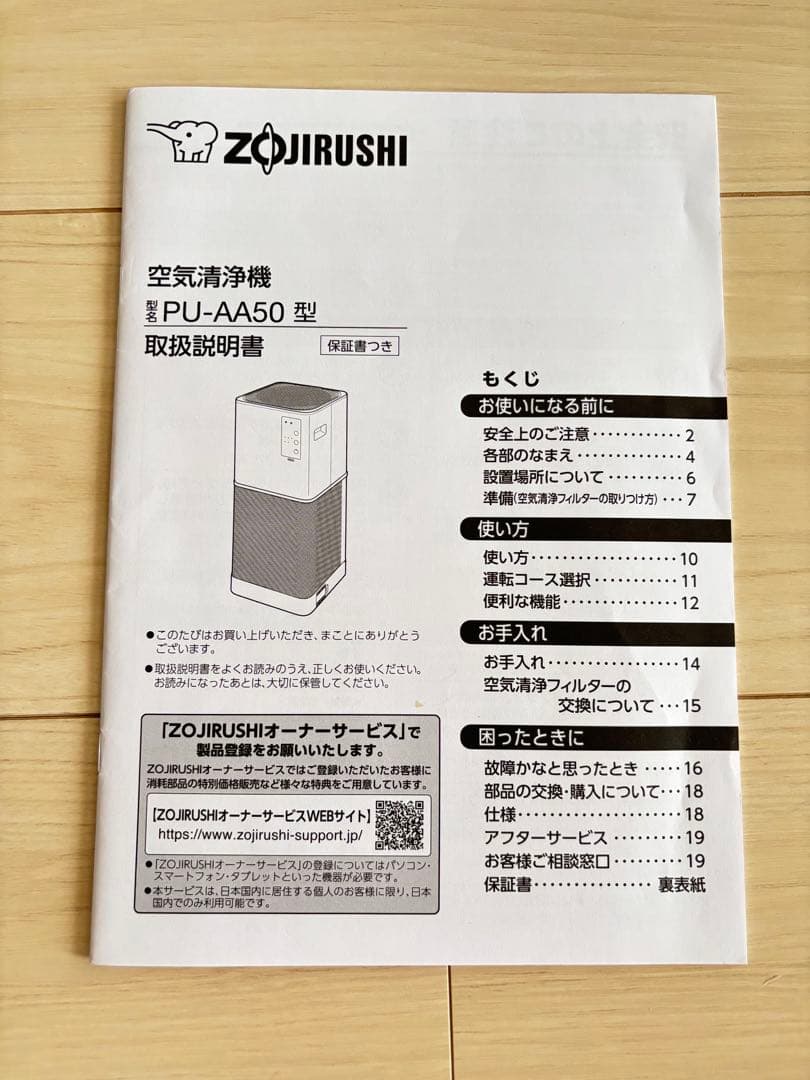 ZOJIRUSHI
空気清浄機
型名 PU-AA50 型
取扱説明書 保証書つき
●このたびはお買い上げいただき、まことにありがとう
ございます。
●取扱説明書をよくお読みのうえ、正しくお使いください。
お読みになったあとは、大切に保管してください。
「ZOJIRUSHIオーナーサービス」で
製品登録をお願いいたします。
ZOJIRUSHIオーナーサービスではご登録いただいたお客様に
消耗部品の特別価格販売など様々な特典をご用意しています。
【ZOJIRUSHIオーナーサービスWEBサイト】
https://www.zojirushi-support.jp/
●「ZOJIRUSHIオーナーサービス」の登録についてはパソコン・
スマートフォン・タブレットといった機器が必要です。
●本サービスは、日本国内に居住する個人のお客様に限り、日本
国内でのみ利用可能です。
もくじ
お使いになる前に
安全上のご注意・・・・・・・・・・・・2
各部のなまえ・・・・・・・・・・・・・・4
設置場所について・・・・・・・・・・6
準備(空気清浄フィルターの取りつけ方)・・・7
使い方
使い方・・・・・・・・・・・・・・・・・・・10
運転コース選択・・・・・・・・・・・11
便利な機能・・・・・・・・・・・・・・・12
お手入れ
お手入れ・・・・・・・・・・・・・・・・・14
空気清浄フィルターの
交換について・・・15
困ったときに
故障かなと思ったとき・・・・・16
部品の交換・購入について・・・18
仕様・・・・・・・・・・・・・・・・・・・・・18
アフターサービス・・・・・・・・・19
お客様ご相談窓口・・・・・・・・・19
保証書・・・・・・・・・・・・・・・裏表紙